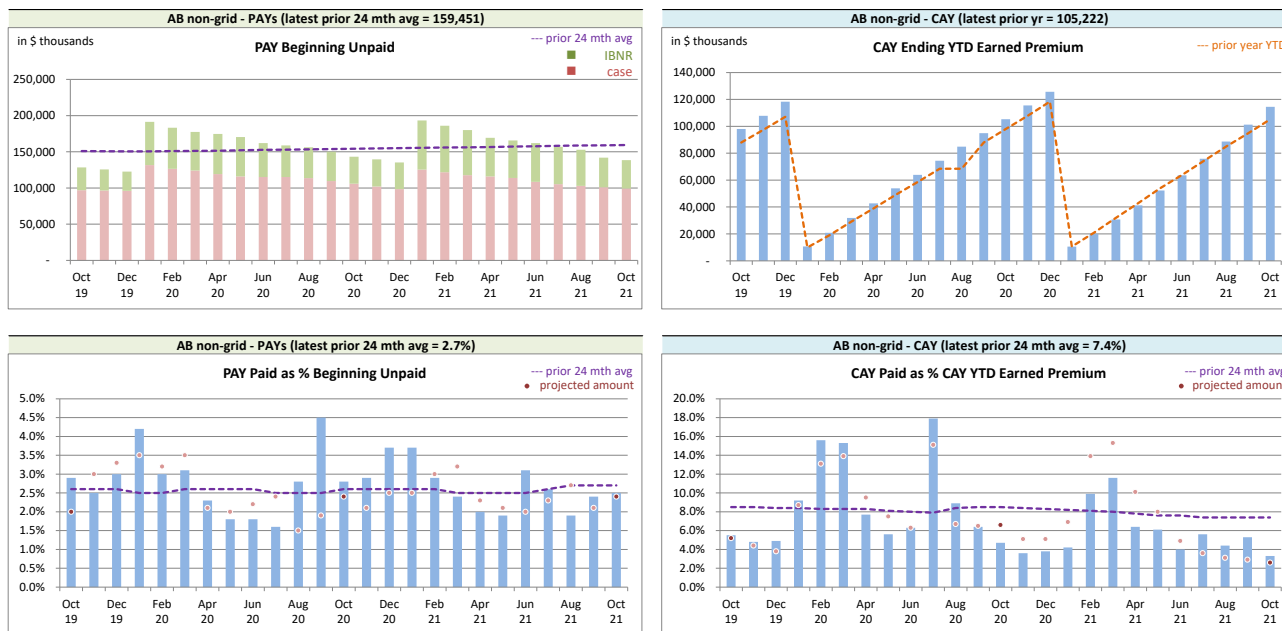 AB non-grid - PAYs (latest prior 24 mth avg = 159,451)
in $ thousands
PAY Beginning Unpaid
--- prior 24 mth avg
IBNR
case
250,000
200,000
150,000
100,000
50,000
-
Oct Dec Feb Apr Jun Aug Oct Dec Feb Apr Jun Aug Oct
19 19 20 20 20 20 20 20 21 21 21 21 21
AB non-grid - CAY (latest prior yr = 105,222)
in $ thousands
CAY Ending YTD Earned Premium
--- prior year YTD
140,000
120,000
100,000
80,000
60,000
40,000
20,000
-
Oct Dec Feb Apr Jun Aug Oct Dec Feb Apr Jun Aug Oct
19 19 20 20 20 20 20 20 21 21 21 21 21
AB non-grid - PAYs (latest prior 24 mth avg = 2.7%)
PAY Paid as % Beginning Unpaid
--- prior 24 mth avg
projected amount
5.0%
4.5%
4.0%
3.5%
3.0%
2.5%
2.0%
1.5%
1.0%
0.5%
0.0%
Oct Dec Feb Apr Jun Aug Oct Dec Feb Apr Jun Aug Oct
19 19 20 20 20 20 20 20 21 21 21 21 21
AB non-grid - CAY (latest prior 24 mth avg = 7.4%)
CAY Paid as % CAY YTD Earned Premium
--- prior 24 mth avg
projected amount
20.0%
18.0%
16.0%
14.0%
12.0%
10.0%
8.0%
6.0%
4.0%
2.0%
0.0%
Oct Dec Feb Apr Jun Aug Oct Dec Feb Apr Jun Aug Oct
19 19 20 20 20 20 20 20 21 21 21 21 21